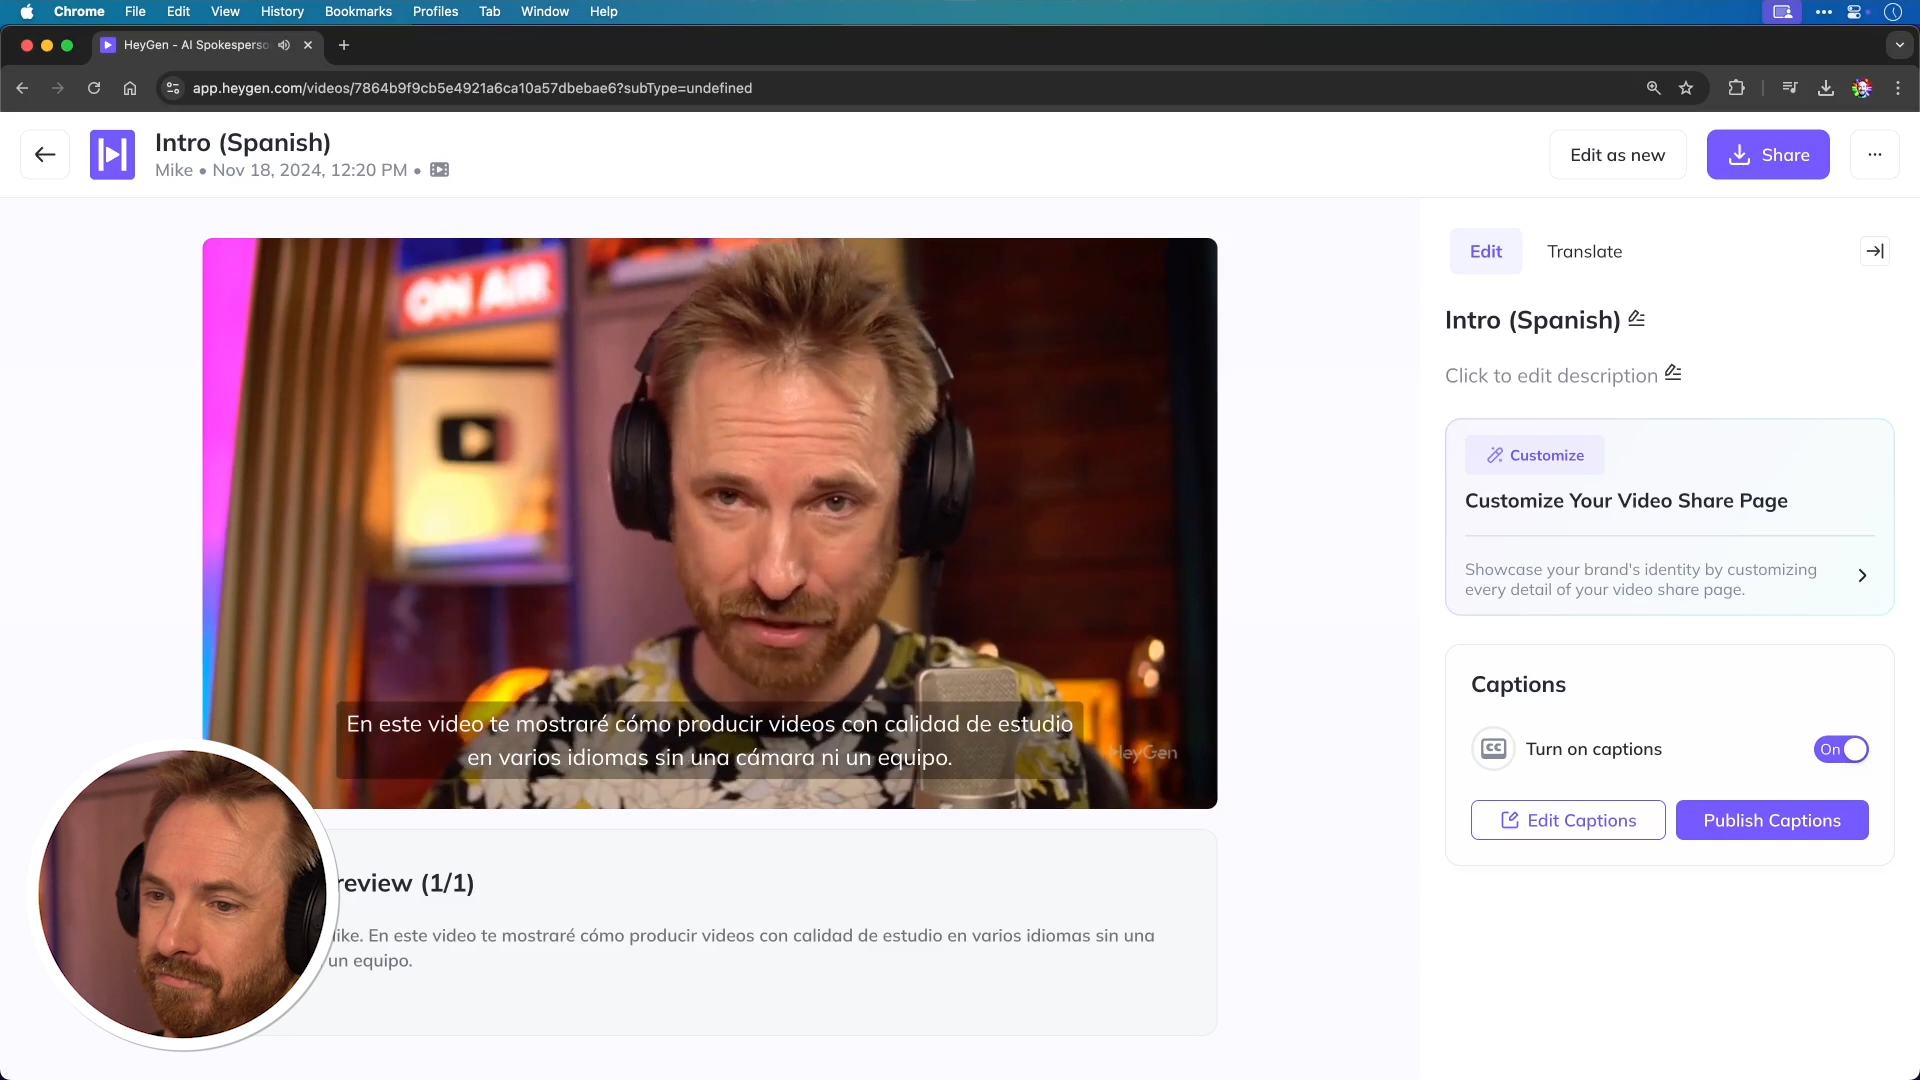 Chrome File Edit View History Bookmarks Profiles Tab Window Help
HeyGen - AI Spokesperso
app.heygen.com/videos/7864b9f9cb5e4921a6ca10a57dbebae6?subType=undefined
Intro (Spanish)
Mike • Nov 18, 2024, 12:20 PM •
Edit as new
Share
ON AIR
En este video te mostraré cómo producir videos con calidad de estudio
en varios idiomas sin una cámara ni un equipo.
HeyGen
review (1/1)
ike. En este video te mostraré cómo producir videos con calidad de estudio en varios idiomas sin una
un equipo.
Edit Translate
Intro (Spanish)
Click to edit description
Customize
Customize Your Video Share Page
Showcase your brand's identity by customizing
every detail of your video share page.
Captions
CC Turn on captions On
Edit Captions Publish Captions